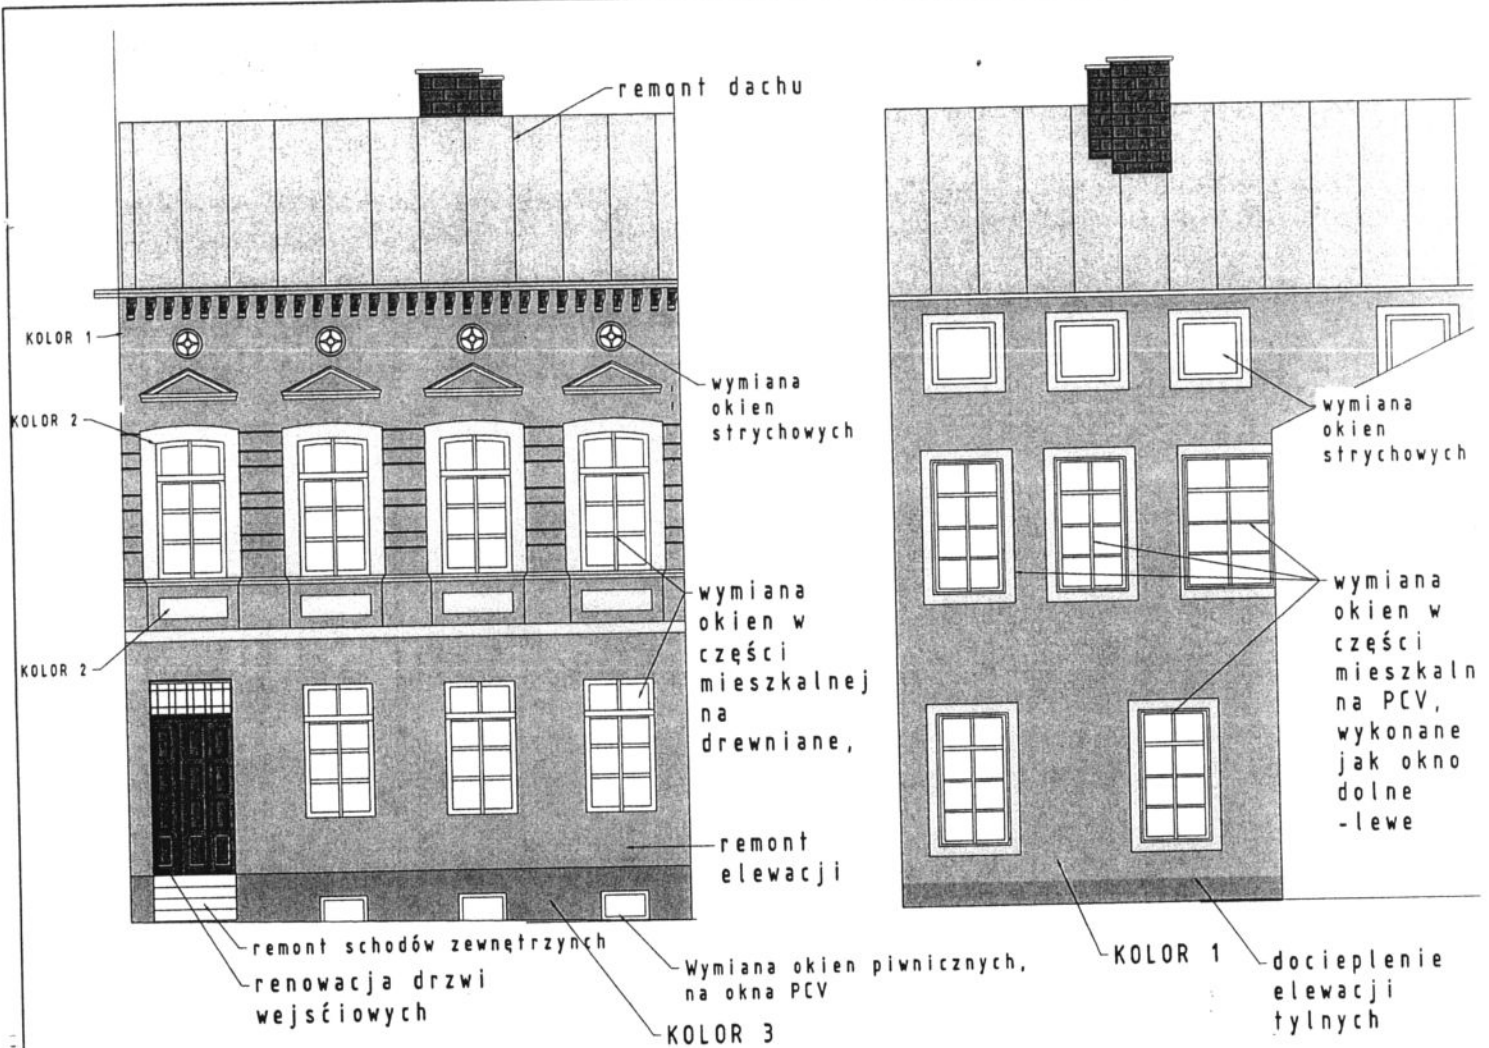 remont dachu
KOLOR 1
KOLOR 2
wymiana
okien
strychowych
KOLOR 2
wymiana
okien w
części
mieszkalnej
na
drewniane,
remont
elewacji
remont schodów zewnętrzynch
renowacja drzwi
wejśćiowych
Wymiana okien piwnicznych,
na okna PCV
KOLOR 3
wymiana
okien
strychowych
wymiana
okien w
części
mieszkaln
na PCV,
wykonane
jak okno
dolne
-lewe
KOLOR 1
docieplenie
elewacji
tylnych